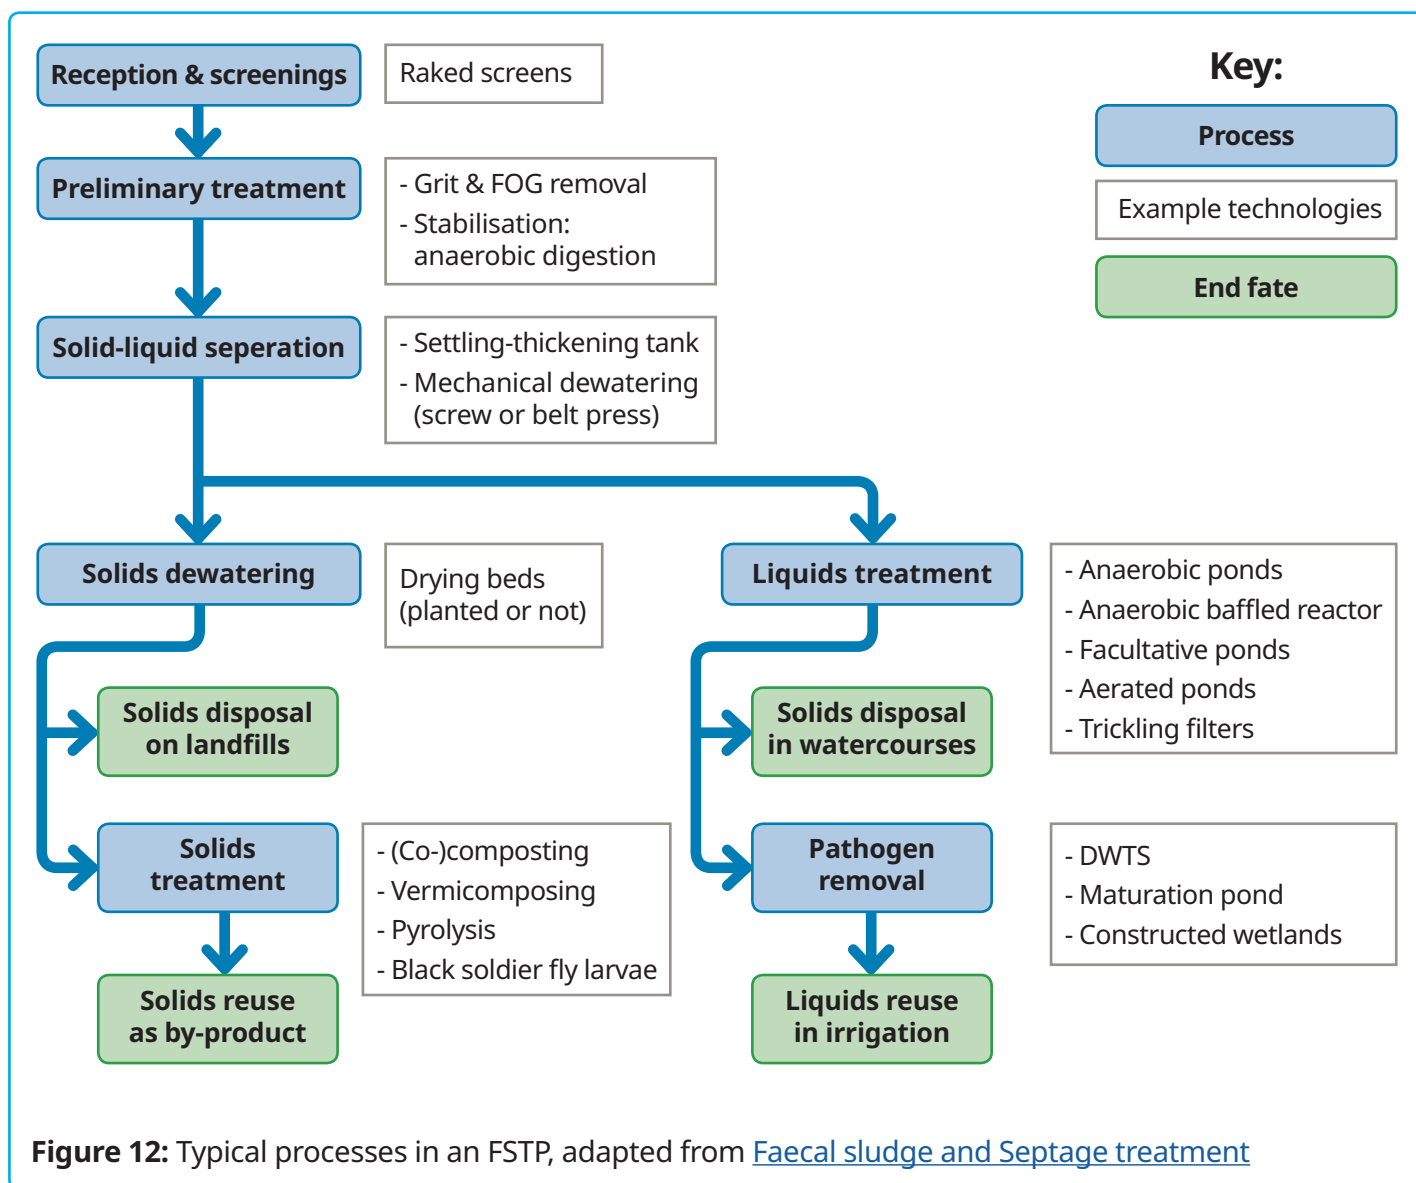 Reception & screenings
Raked screens
Key:
Process
Example technologies
End fate
Preliminary treatment
- Grit & FOG removal
- Stabilisation:
anaerobic digestion
Solid-liquid seperation
- Settling-thickening tank
- Mechanical dewatering
(screw or belt press)
Solids dewatering
Drying beds
(planted or not)
Liquids treatment
- Anaerobic ponds
- Anaerobic baffled reactor
- Facultative ponds
- Aerated ponds
- Trickling filters
Solids disposal
on landfills
Solids disposal
in watercourses
Solids
treatment
- (Co-)composting
- Vermicomposing
- Pyrolysis
- Black soldier fly larvae
Pathogen
removal
- DWTS
- Maturation pond
- Constructed wetlands
Solids reuse
as by-product
Liquids reuse
in irrigation
Figure 12: Typical processes in an FSTP, adapted from Faecal sludge and Septage treatment